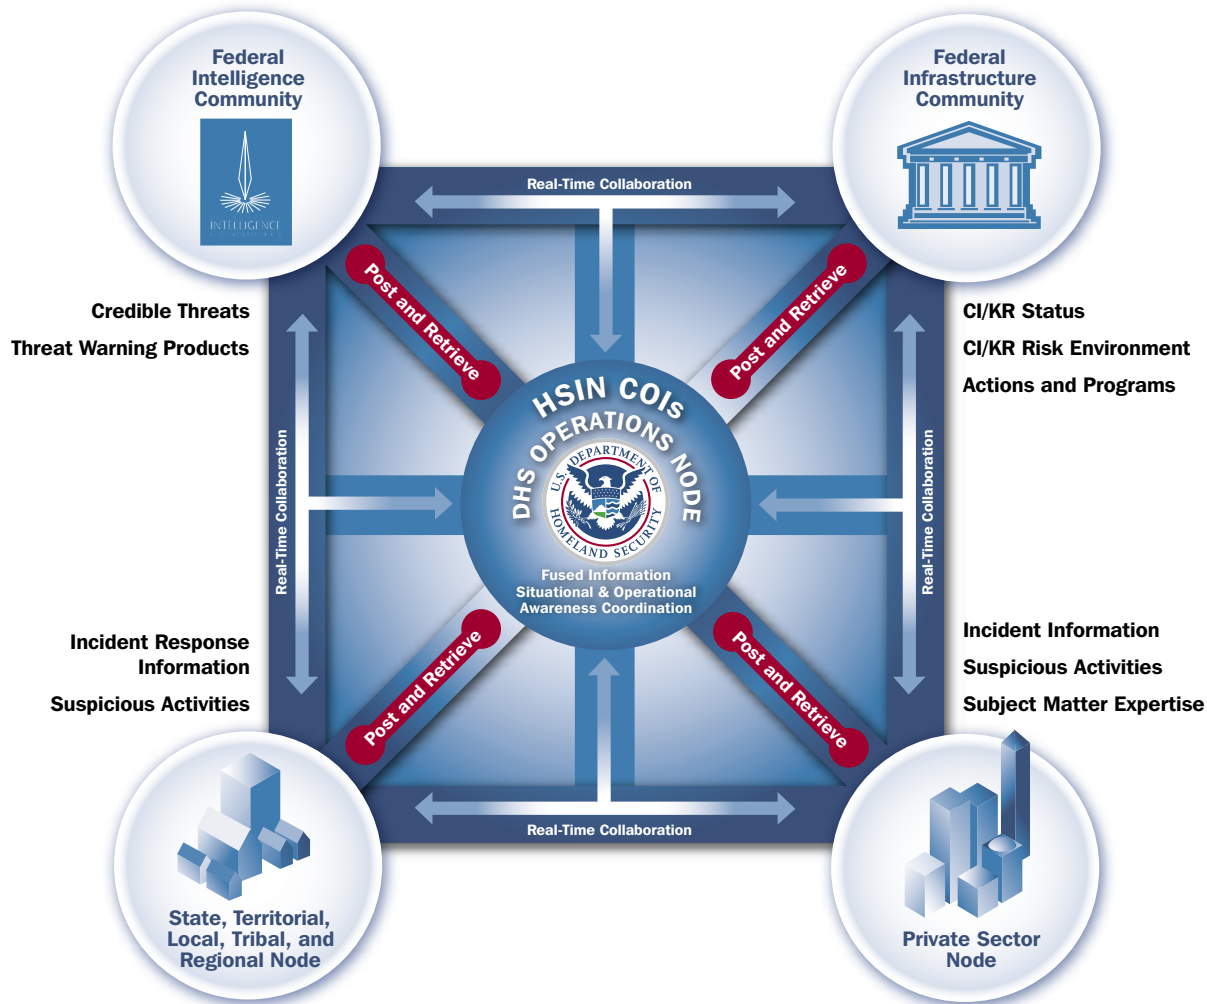 Federal
Intelligence
Community
INTELLIGENCE
Federal
Infrastructure
Community
Real-Time Collaboration
Post and Retrieve
Post and Retrieve
Credible Threats
Threat Warning Products
CI/KR Status
CI/KR Risk Environment
Actions and Programs
Real-Time Collaboration
HSIN COIs
DHS OPERATIONS NODE
U.S. DEPARTMENT OF
HOMELAND SECURITY
Fused Information
Situational & Operational
Awareness Coordination
Real-Time Collaboration
Incident Response
Information
Suspicious Activities
Incident Information
Suspicious Activities
Subject Matter Expertise
Post and Retrieve
Post and Retrieve
Real-Time Collaboration
State, Territorial,
Local, Tribal, and
Regional Node
Private Sector
Node